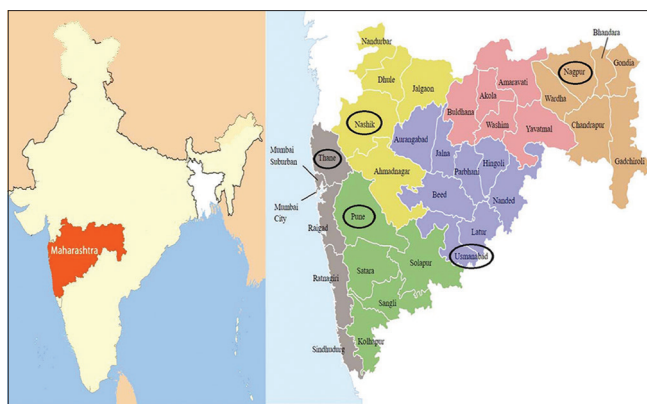 Maharashtra
Nandurbar
Dhule
Jalgaon
Nashik
Ahmadnagar
Buldhana
Akola
Amaravati
Washim
Yavatmal
Wardha
Nagpur
Bhandara
Gondia
Chandrapur
Gadchiroli
Aurangabad
Jalna
Parbhani
Hingoli
Beed
Nanded
Latur
Usmanabad
Thane
Mumbai
Suburban
Mumbai
City
Raigad
Ratnagiri
Sindhudurg
Pune
Satara
Solapur
Sangli
Kolhapur